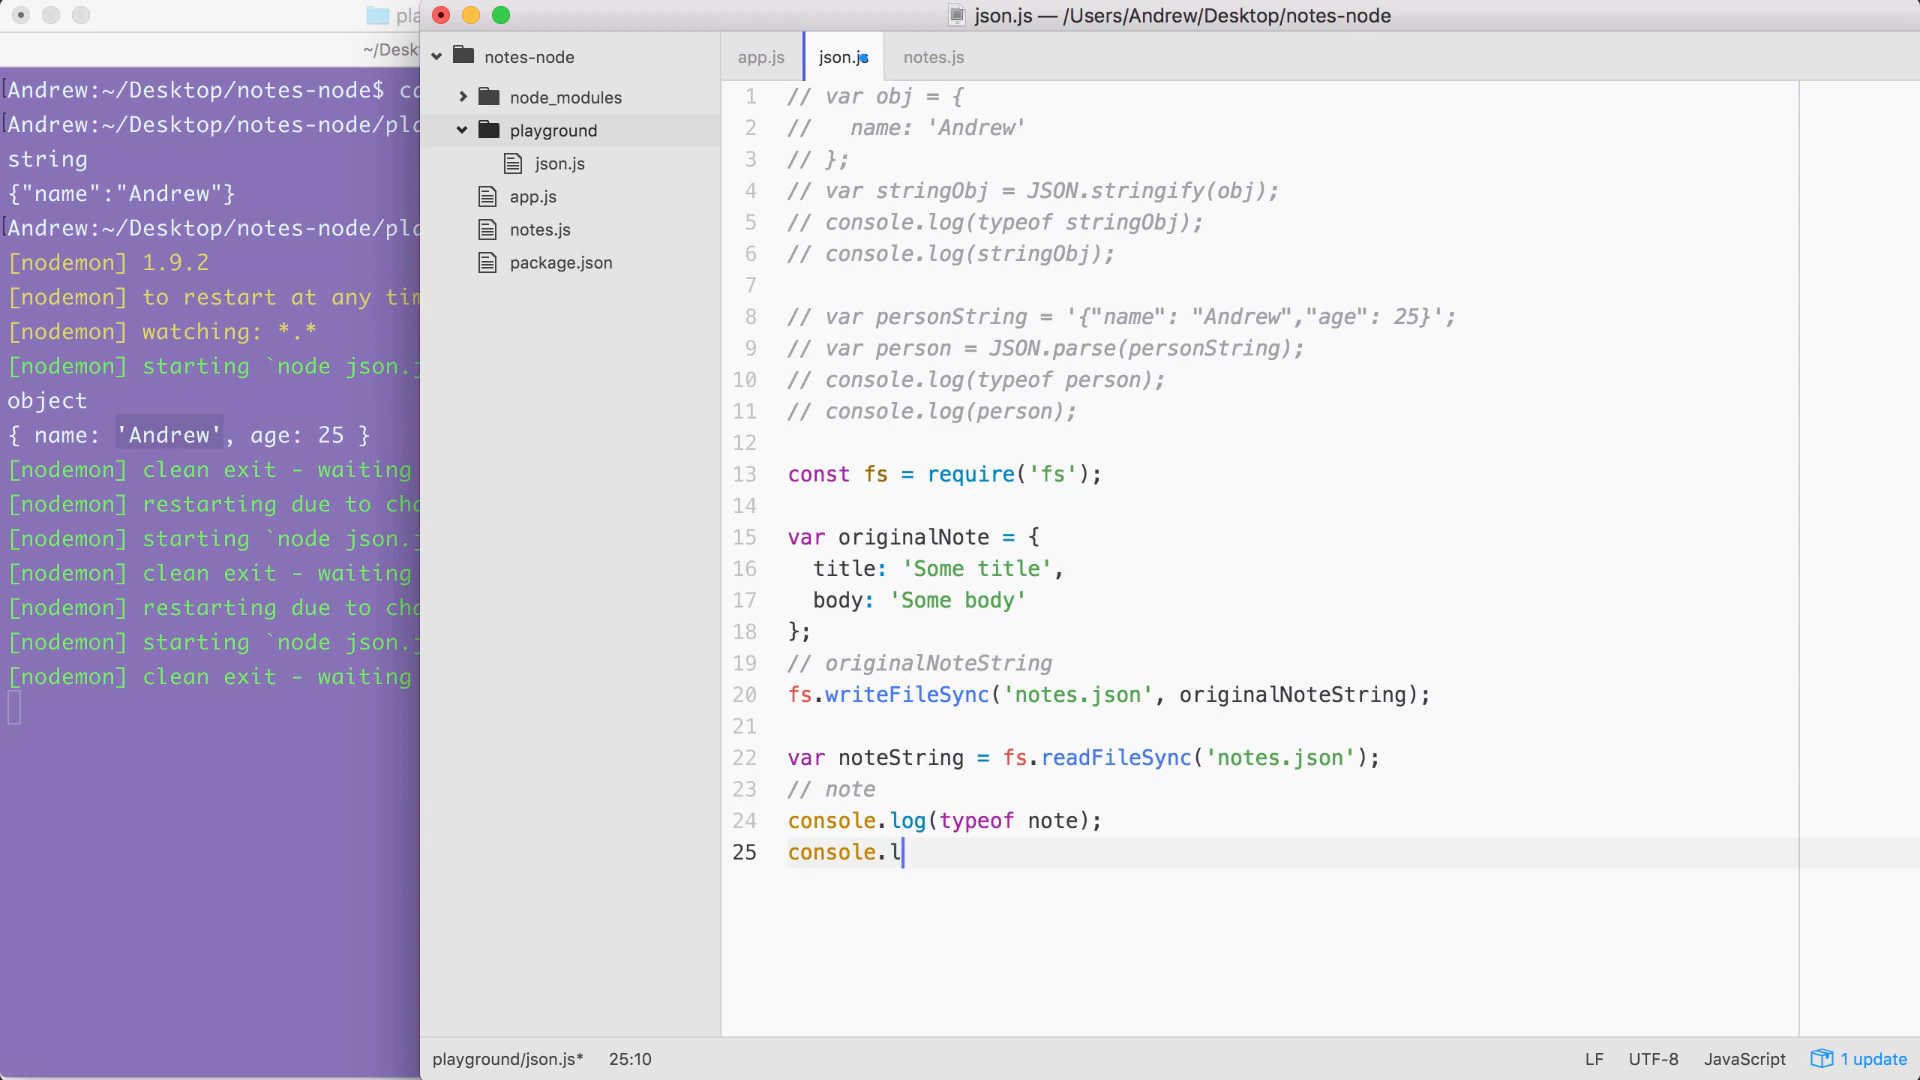 pla
~/Desk
Andrew:~/Desktop/notes-node$ cd
Andrew:~/Desktop/notes-node/pla
string
{"name":"Andrew"}
Andrew:~/Desktop/notes-node/pla
[nodemon] 1.9.2
[nodemon] to restart at any tim
[nodemon] watching: *.*
[nodemon] starting `node json.j
object
{ name: 'Andrew', age: 25 }
[nodemon] clean exit - waiting
[nodemon] restarting due to cha
[nodemon] starting `node json.j
[nodemon] clean exit - waiting
[nodemon] restarting due to cha
[nodemon] starting `node json.j
[nodemon] clean exit - waiting
json.js — /Users/Andrew/Desktop/notes-node
notes-node
node_modules
playground
json.js
app.js
notes.js
package.json
app.js
json.js
notes.js
1 // var obj = {
2 //   name: 'Andrew'
3 // };
4 // var stringObj = JSON.stringify(obj);
5 // console.log(typeof stringObj);
6 // console.log(stringObj);
7
8 // var personString = '{"name": "Andrew","age": 25}';
9 // var person = JSON.parse(personString);
10 // console.log(typeof person);
11 // console.log(person);
12
13 const fs = require('fs');
14
15 var originalNote = {
16   title: 'Some title',
17   body: 'Some body'
18 };
19 // originalNoteString
20 fs.writeFileSync('notes.json', originalNoteString);
21
22 var noteString = fs.readFileSync('notes.json');
23 // note
24 console.log(typeof note);
25 console.l
playground/json.js* 25:10
LF UTF-8 JavaScript 1 update